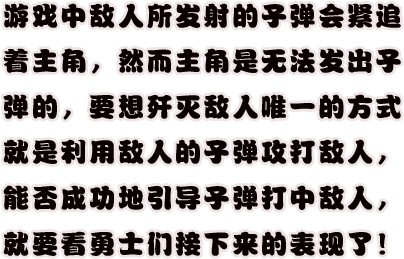 游戏中敌人所发射的子弹会紧追
着主角，然而主角是无法发出子
弹的，要想歼灭敌人唯一的方式
就是利用敌人的子弹攻打敌人，
能否成功地引导子弹打中敌人，
就要看勇士们接下来的表现了！